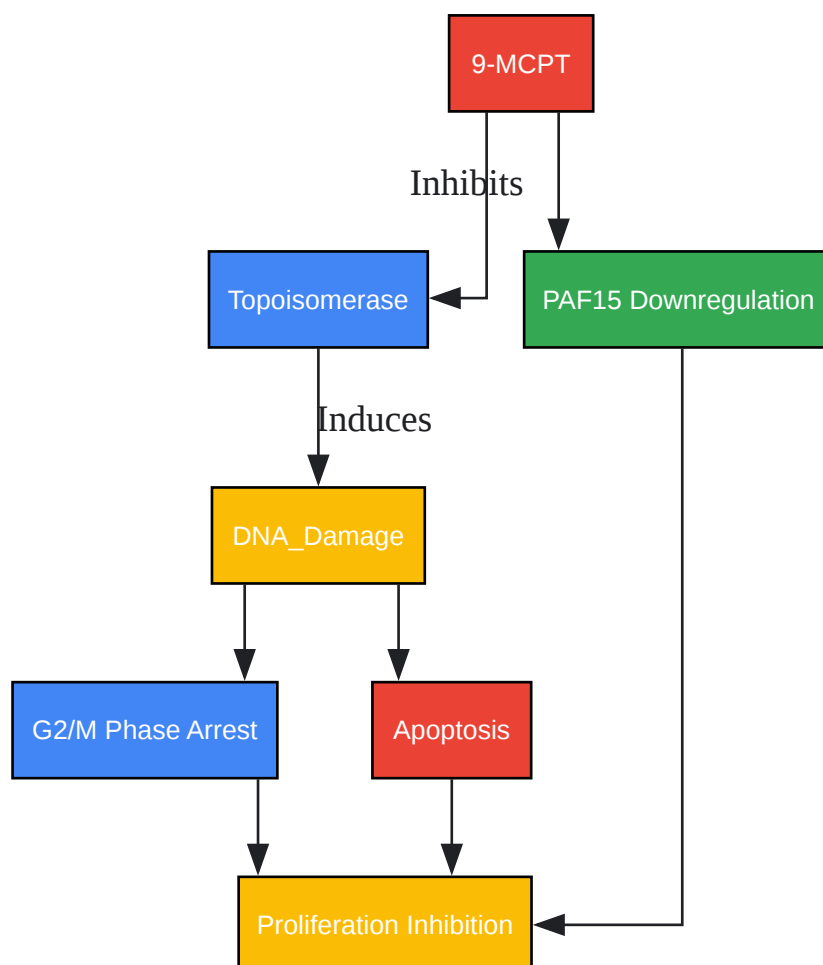 9-MCPT
Inhibits
Topoisomerase
PAF15 Downregulation
Induces
DNA_Damage
G2/M Phase Arrest
Apoptosis
Proliferation Inhibition